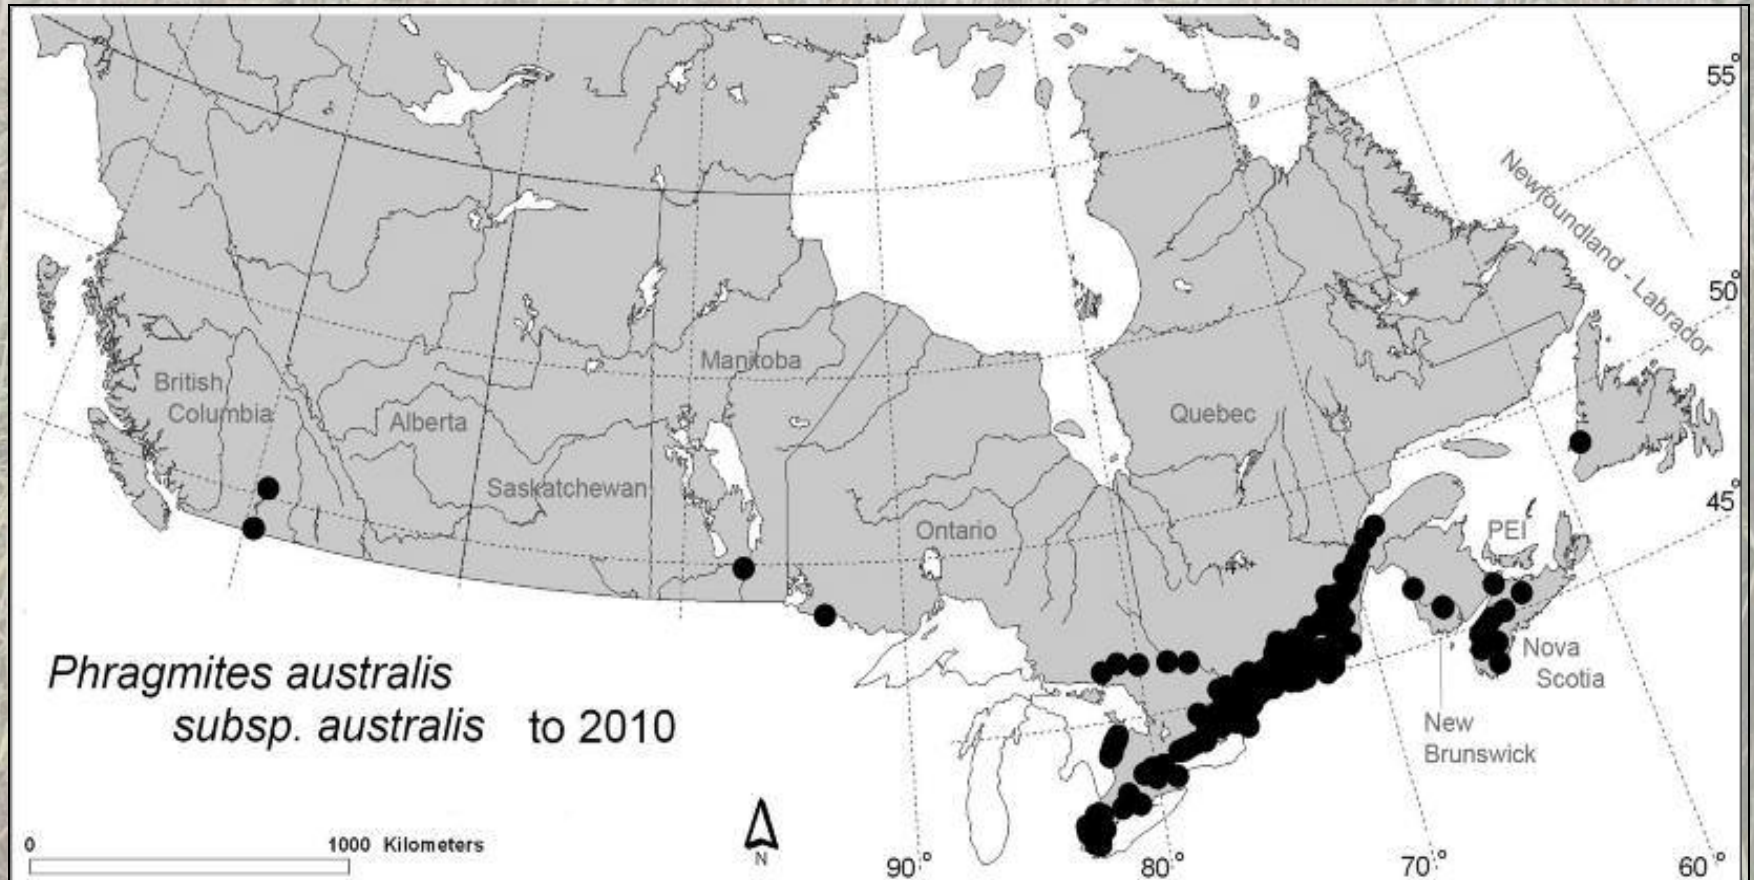 55°
Newfoundland - Labrador
50°
Manitoba
British
Columbia
Alberta
Quebec
Saskatchewan
45°
Ontario
PEI
Phragmites australis
subsp. australis to 2010
Nova
Scotia
New
Brunswick
0 1000 Kilometers
N
90° 80° 70° 60°